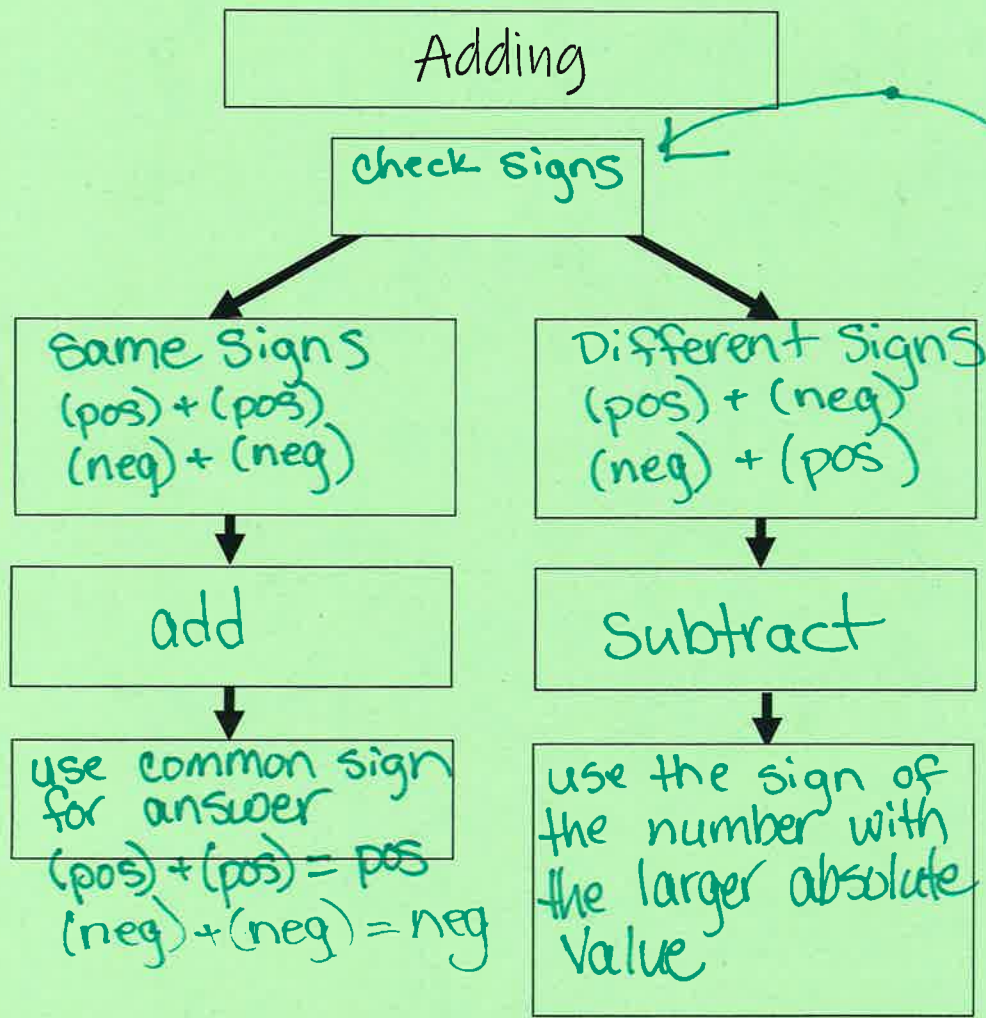 Adding
check signs
Same Signs
(pos) + (pos)
(neg) + (neg)
Different Signs
(pos) + (neg)
(neg) + (pos)
add
Subtract
use common sign
for answer
(pos) + (pos) = pos
(neg) + (neg) = neg
use the sign of
the number with
the larger absolute
Value